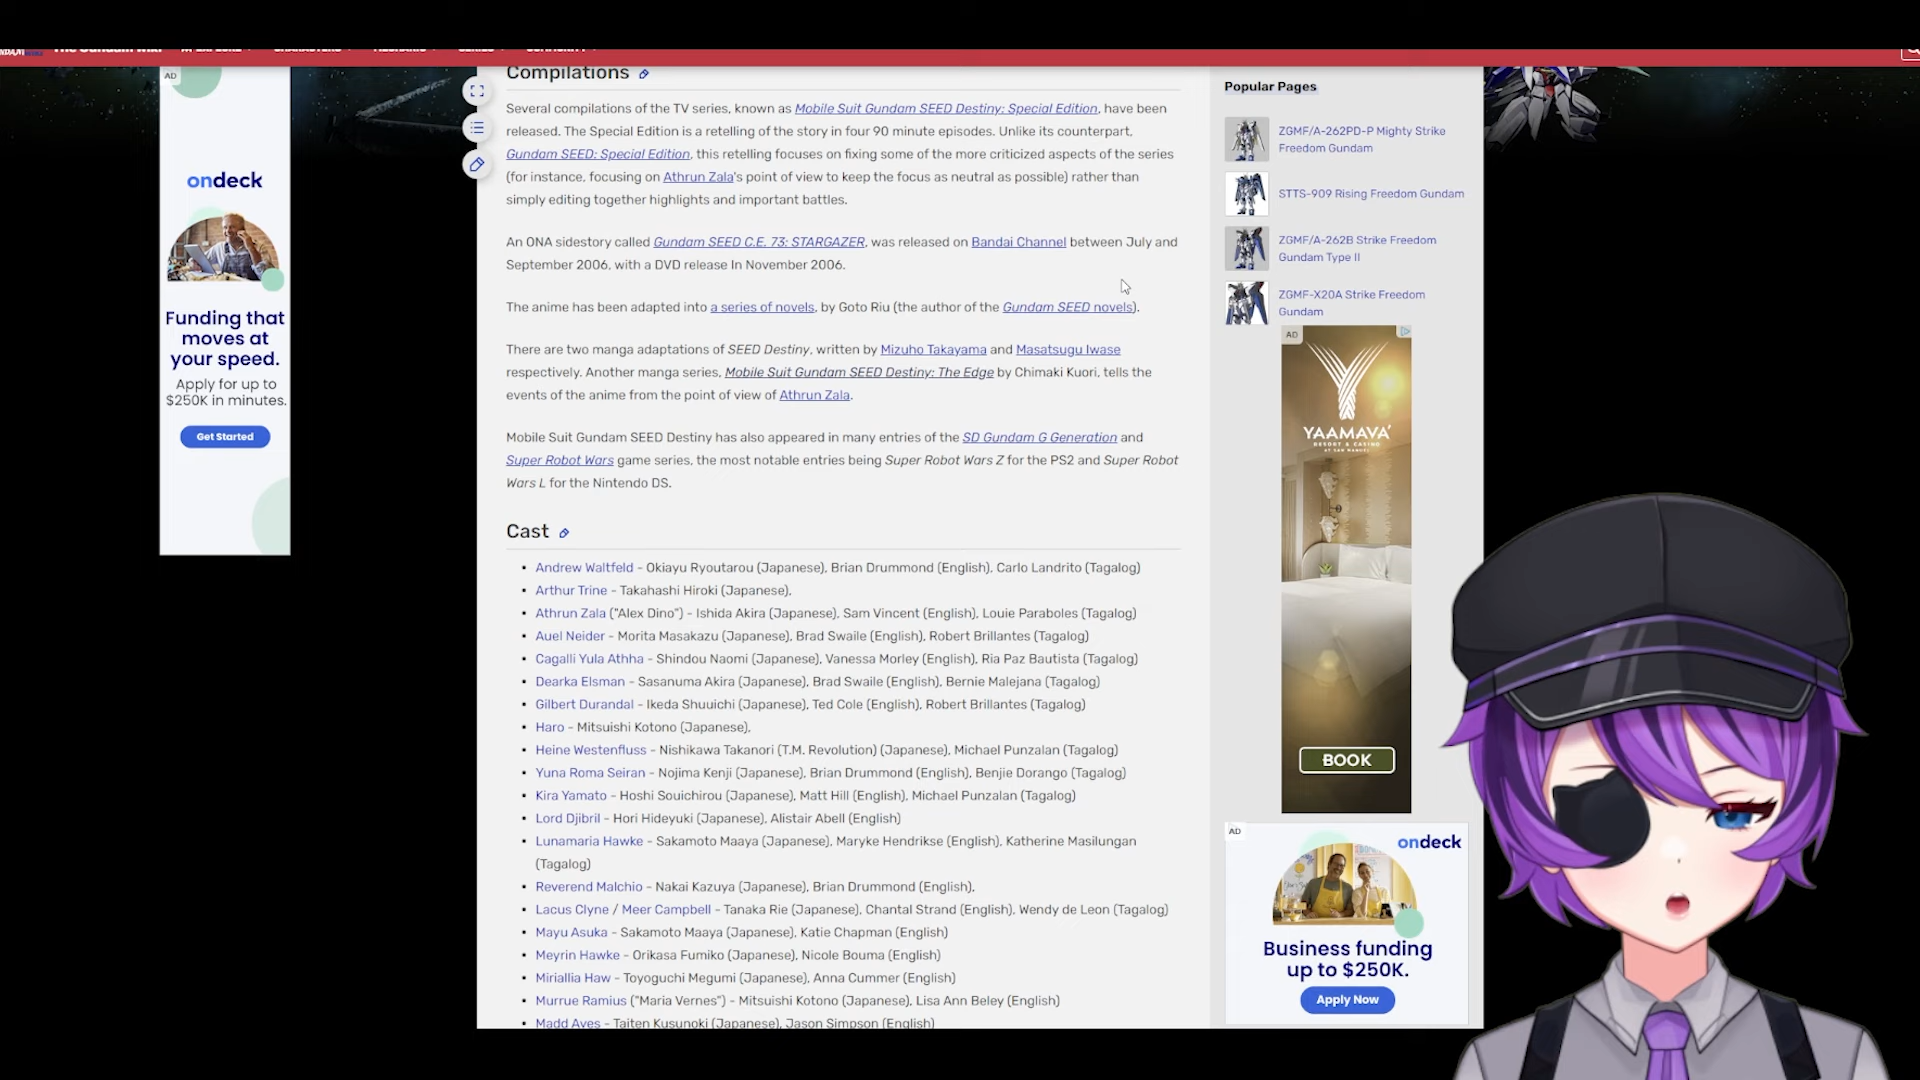 The Gundam Wiki
EXPLORE
CHARACTERS
SERIES
COMMUNITY
AD
ondeck
Funding that
moves at
your speed.
Apply for up to
$250K in minutes.
Get Started
Compilations
Several compilations of the TV series, known as Mobile Suit Gundam SEED Destiny: Special Edition, have been
released. The Special Edition is a retelling of the story in four 90 minute episodes. Unlike its counterpart,
Gundam SEED: Special Edition, this retelling focuses on fixing some of the more criticized aspects of the series
(for instance, focusing on Athrun Zala's point of view to keep the focus as neutral as possible) rather than
simply editing together highlights and important battles.
An ONA sidestory called Gundam SEED C.E. 73: STARGAZER, was released on Bandai Channel between July and
September 2006, with a DVD release In November 2006.
The anime has been adapted into a series of novels, by Goto Riu (the author of the Gundam SEED novels).
There are two manga adaptations of SEED Destiny, written by Mizuho Takayama and Masatsugu Iwase
respectively. Another manga series, Mobile Suit Gundam SEED Destiny: The Edge by Chimaki Kuori, tells the
events of the anime from the point of view of Athrun Zala.
Mobile Suit Gundam SEED Destiny has also appeared in many entries of the SD Gundam G Generation and
Super Robot Wars game series, the most notable entries being Super Robot Wars Z for the PS2 and Super Robot
Wars L for the Nintendo DS.
Cast
▪ Andrew Waltfeld - Okiayu Ryoutarou (Japanese), Brian Drummond (English), Carlo Landrito (Tagalog)
▪ Arthur Trine - Takahashi Hiroki (Japanese),
▪ Athrun Zala ("Alex Dino") - Ishida Akira (Japanese), Sam Vincent (English), Louie Paraboles (Tagalog)
▪ Auel Neider - Morita Masakazu (Japanese), Brad Swaile (English), Robert Brillantes (Tagalog)
▪ Cagalli Yula Athha - Shindou Naomi (Japanese), Vanessa Morley (English), Ria Paz Bautista (Tagalog)
▪ Dearka Elsman - Sasanuma Akira (Japanese), Brad Swaile (English), Bernie Malejana (Tagalog)
▪ Gilbert Durandal - Ikeda Shuuichi (Japanese), Ted Cole (English), Robert Brillantes (Tagalog)
▪ Haro - Mitsuishi Kotono (Japanese),
▪ Heine Westenfluss - Nishikawa Takanori (T.M. Revolution) (Japanese), Michael Punzalan (Tagalog)
▪ Yuna Roma Seiran - Nojima Kenji (Japanese), Brian Drummond (English), Benjie Dorango (Tagalog)
▪ Kira Yamato - Hoshi Souichirou (Japanese), Matt Hill (English), Michael Punzalan (Tagalog)
▪ Lord Djibril - Hori Hideyuki (Japanese), Alistair Abell (English)
▪ Lunamaria Hawke - Sakamoto Maaya (Japanese), Maryke Hendrikse (English), Katherine Masilungan
(Tagalog)
▪ Reverend Malchio - Nakai Kazuya (Japanese), Brian Drummond (English),
▪ Lacus Clyne / Meer Campbell - Tanaka Rie (Japanese), Chantal Strand (English), Wendy de Leon (Tagalog)
▪ Mayu Asuka - Sakamoto Maaya (Japanese), Katie Chapman (English)
▪ Meyrin Hawke - Orikasa Fumiko (Japanese), Nicole Bouma (English)
▪ Miriallia Haw - Toyoguchi Megumi (Japanese), Anna Cummer (English)
▪ Murrue Ramius ("Maria Vernes") - Mitsuishi Kotono (Japanese), Lisa Ann Beley (English)
▪ Madd Aves - Taiten Kusunoki (Japanese), Jason Simpson (English)
Popular Pages
ZGMF/A-262PD-P Mighty Strike
Freedom Gundam
STTS-909 Rising Freedom Gundam
ZGMF/A-262B Strike Freedom
Gundam Type II
ZGMF-X20A Strike Freedom
Gundam
AD
YAAMAVA'
RESORT & CASINO
AT SAN MANUEL
BOOK
AD
ondeck
Business funding
up to $250K.
Apply Now